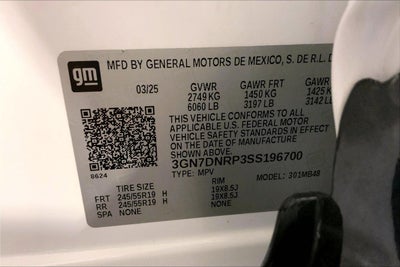 gm
MFD BY GENERAL MOTORS DE MEXICO, S. DE R.L. D
03/25 GVWR GAWR FRT GAWR
2749 KG 1450 KG 1425 K
6060 LB 3197 LB 3142 L
THIS VEHICLE CONFORMS TO ALL
APPLICABLE U.S. FEDERAL MOTOR
VEHICLE SAFETY STANDARDS IN EFFECT
ON THE DATE OF MANUFACTURE
3GN7DNRP3SS196700
8624 TYPE: MPV MODEL: 301MB48
TIRE SIZE RIM
FRT 245/55R19 H 19X8.5J
RR 245/55R19 H 19X8.5J
SPA NONE NONE